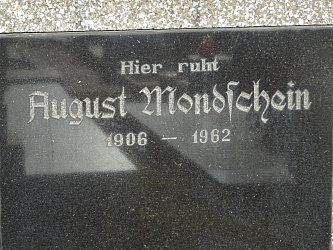 Hier ruht
August Mondſchein
1906 – 1962